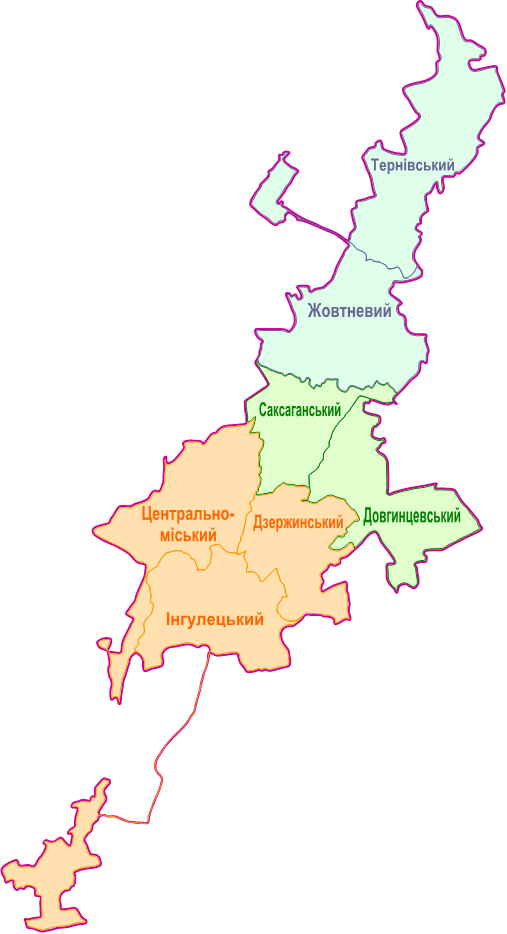 Тернівський
Жовтневий
Саксаганський
Центрально-
міський
Дзержинський
Довгинцевський
Інгулецький